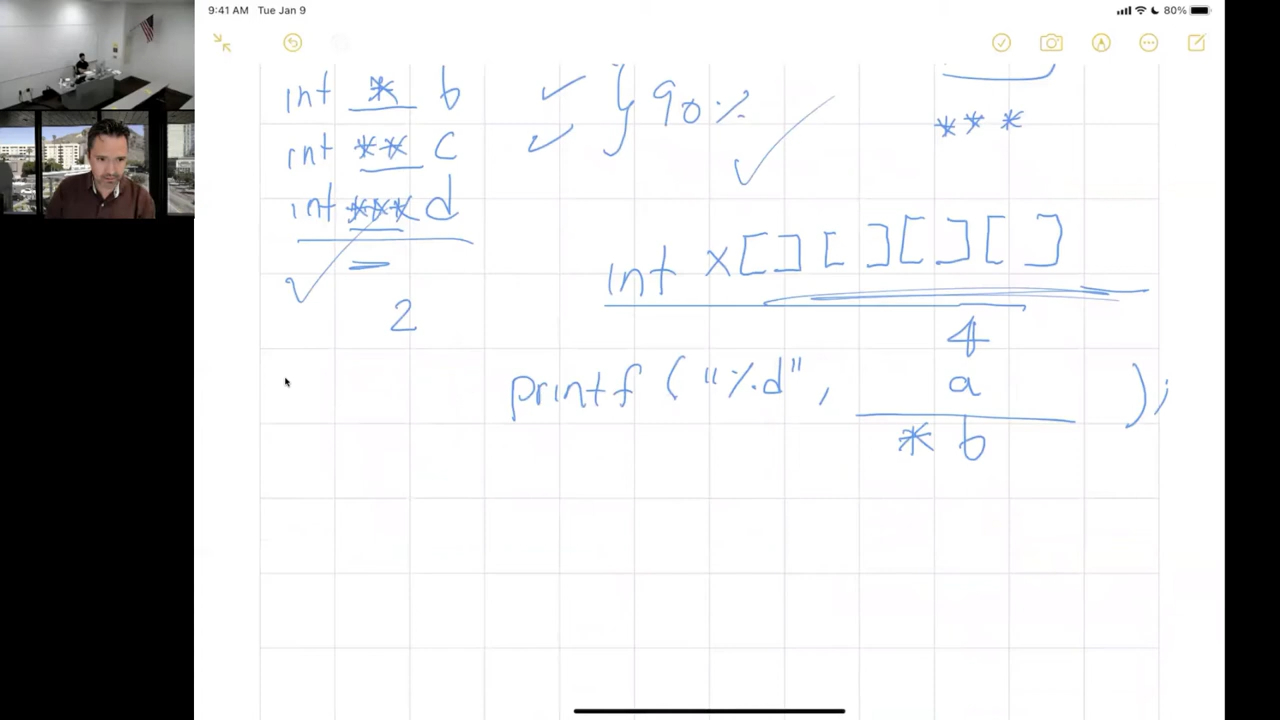 9:41 AM Tue Jan 9
80%
int * b
90%
int ** c
***
int *** d
int x[][][][]
2
4
printf ("%d", a );
* b